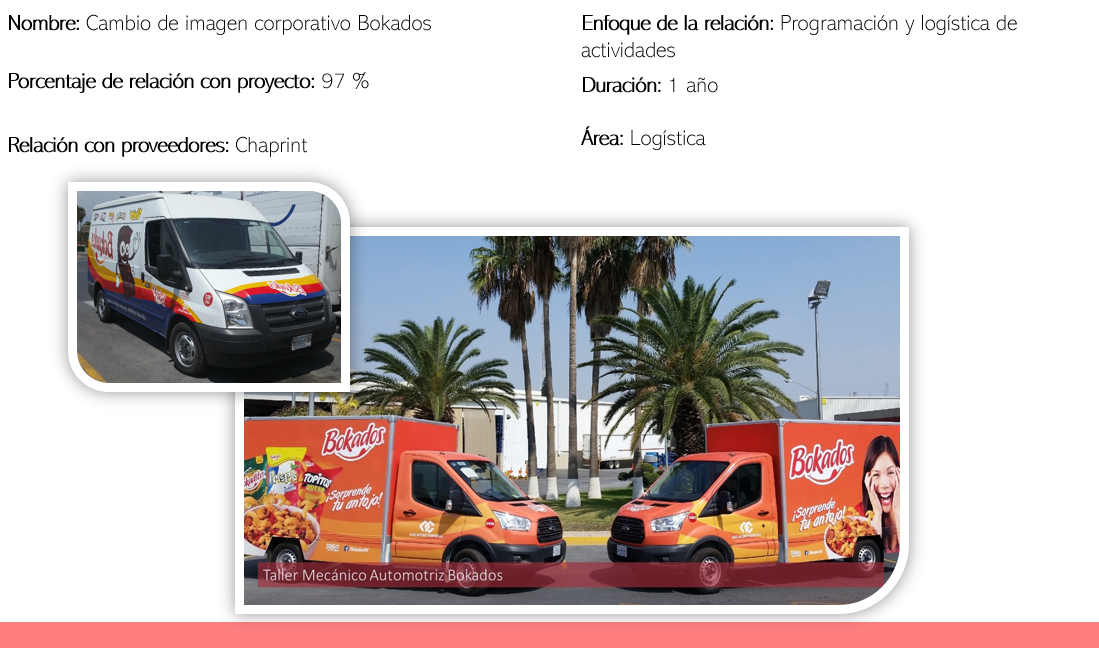 Nombre: Cambio de imagen corporativo Bokados
Porcentaje de relación con proyecto: 97 %
Relación con proveedores: Chaprint
Enfoque de la relación: Programación y logística de
actividades
Duración: 1 año
Área: Logística
Bokados
¡Sorprende
tu antojo!
TOPITOS
Bokados
¡Sorprende
tu antojo!
Taller Mecánico Automotriz Bokados